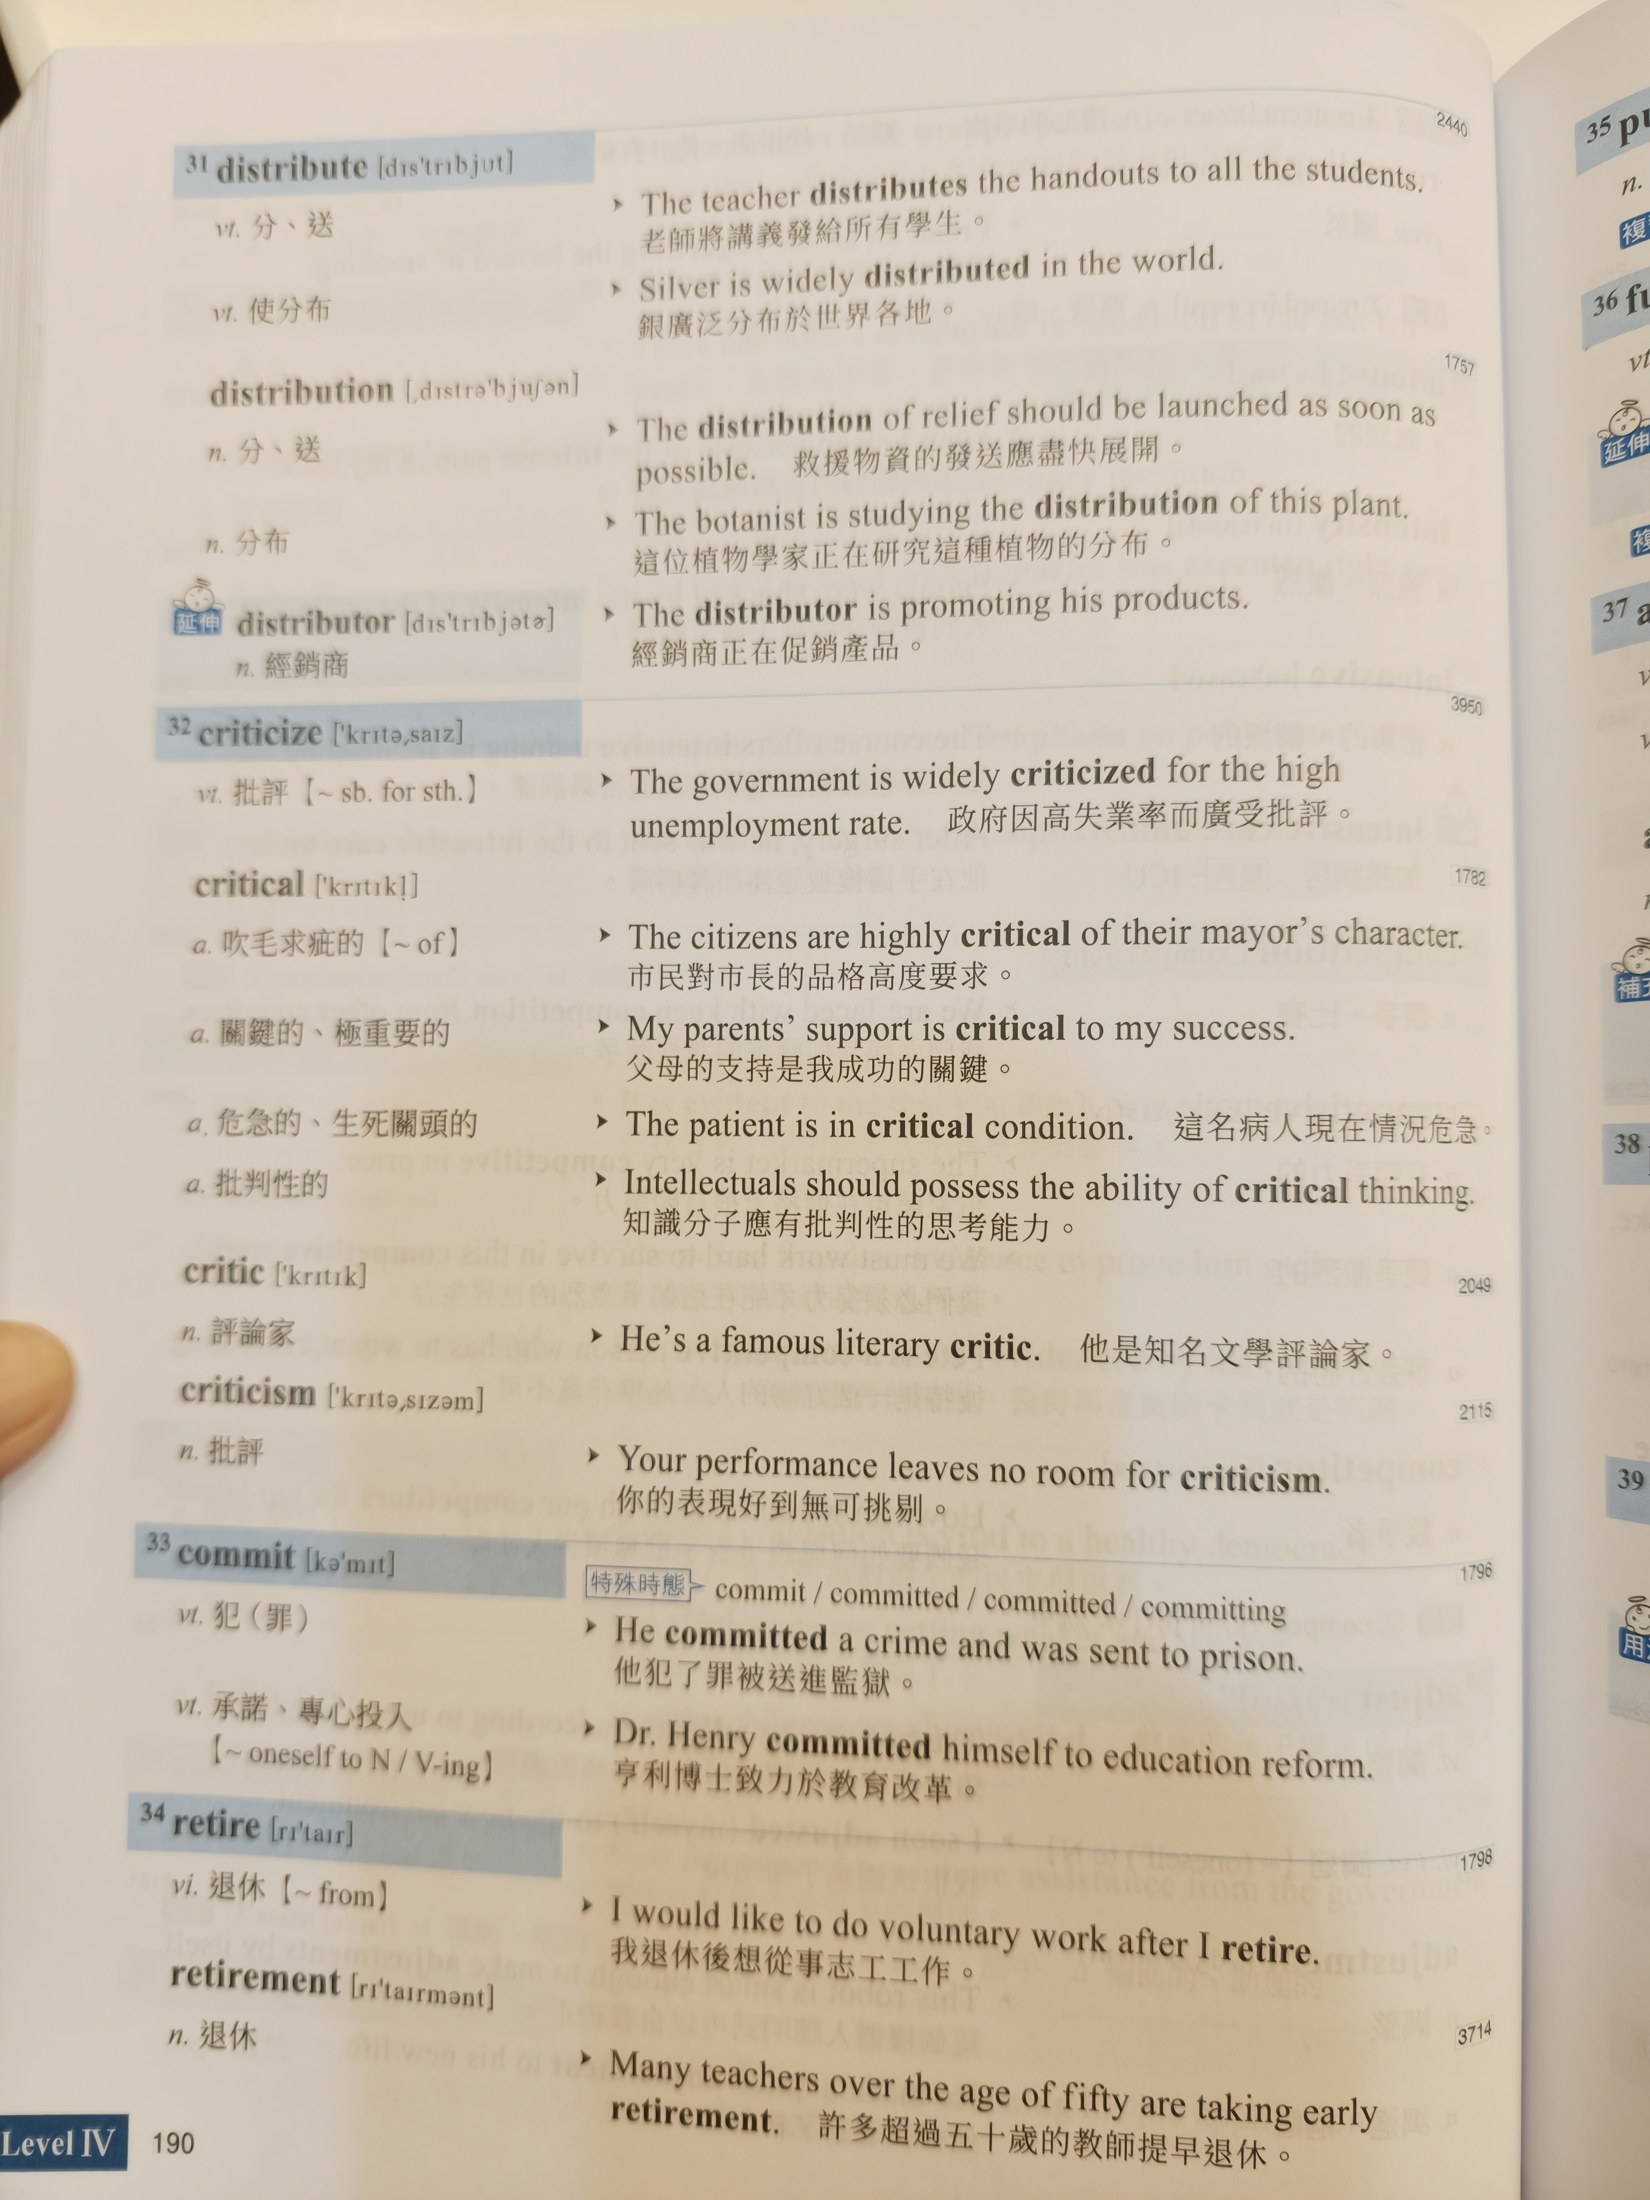 2440
31 distribute [dɪsˈtrɪbjʊt]
vt. 分、送
➤ The teacher distributes the handouts to all the students.
老師將講義發給所有學生。
vt. 使分布
➤ Silver is widely distributed in the world.
銀廣泛分布於世界各地。
1757
distribution [ˌdɪstrəˈbjuʃən]
n. 分、送
➤ The distribution of relief should be launched as soon as
possible. 救援物資的發送應盡快展開。
n. 分布
➤ The botanist is studying the distribution of this plant.
這位植物學家正在研究這種植物的分布。
延伸 distributor [dɪsˈtrɪbjətɚ]
n. 經銷商
➤ The distributor is promoting his products.
經銷商正在促銷產品。
3950
32 criticize [ˈkrɪtəˌsaɪz]
vt. 批評【~ sb. for sth.】
➤ The government is widely criticized for the high
unemployment rate. 政府因高失業率而廣受批評。
1782
critical [ˈkrɪtɪkl̩]
a. 吹毛求疵的【~ of】
➤ The citizens are highly critical of their mayor’s character.
市民對市長的品格高度要求。
a. 關鍵的、極重要的
➤ My parents’ support is critical to my success.
父母的支持是我成功的關鍵。
a. 危急的、生死關頭的
➤ The patient is in critical condition. 這名病人現在情況危急。
a. 批判性的
➤ Intellectuals should possess the ability of critical thinking.
知識分子應有批判性的思考能力。
2049
critic [ˈkrɪtɪk]
n. 評論家
➤ He’s a famous literary critic. 他是知名文學評論家。
2115
criticism [ˈkrɪtəˌsɪzəm]
n. 批評
➤ Your performance leaves no room for criticism.
你的表現好到無可挑剔。
1796
33 commit [kəˈmɪt]
特殊時態 commit / committed / committed / committing
vt. 犯（罪）
➤ He committed a crime and was sent to prison.
他犯了罪被送進監獄。
vt. 承諾、專心投入
【~ oneself to N / V-ing】
➤ Dr. Henry committed himself to education reform.
亨利博士致力於教育改革。
1798
34 retire [rɪˈtaɪr]
vi. 退休【~ from】
➤ I would like to do voluntary work after I retire.
我退休後想從事志工工作。
3714
retirement [rɪˈtaɪrmənt]
n. 退休
➤ Many teachers over the age of fifty are taking early
retirement. 許多超過五十歲的教師提早退休。
Level IV 190
35
n.
36
vt
延伸
37
38
39